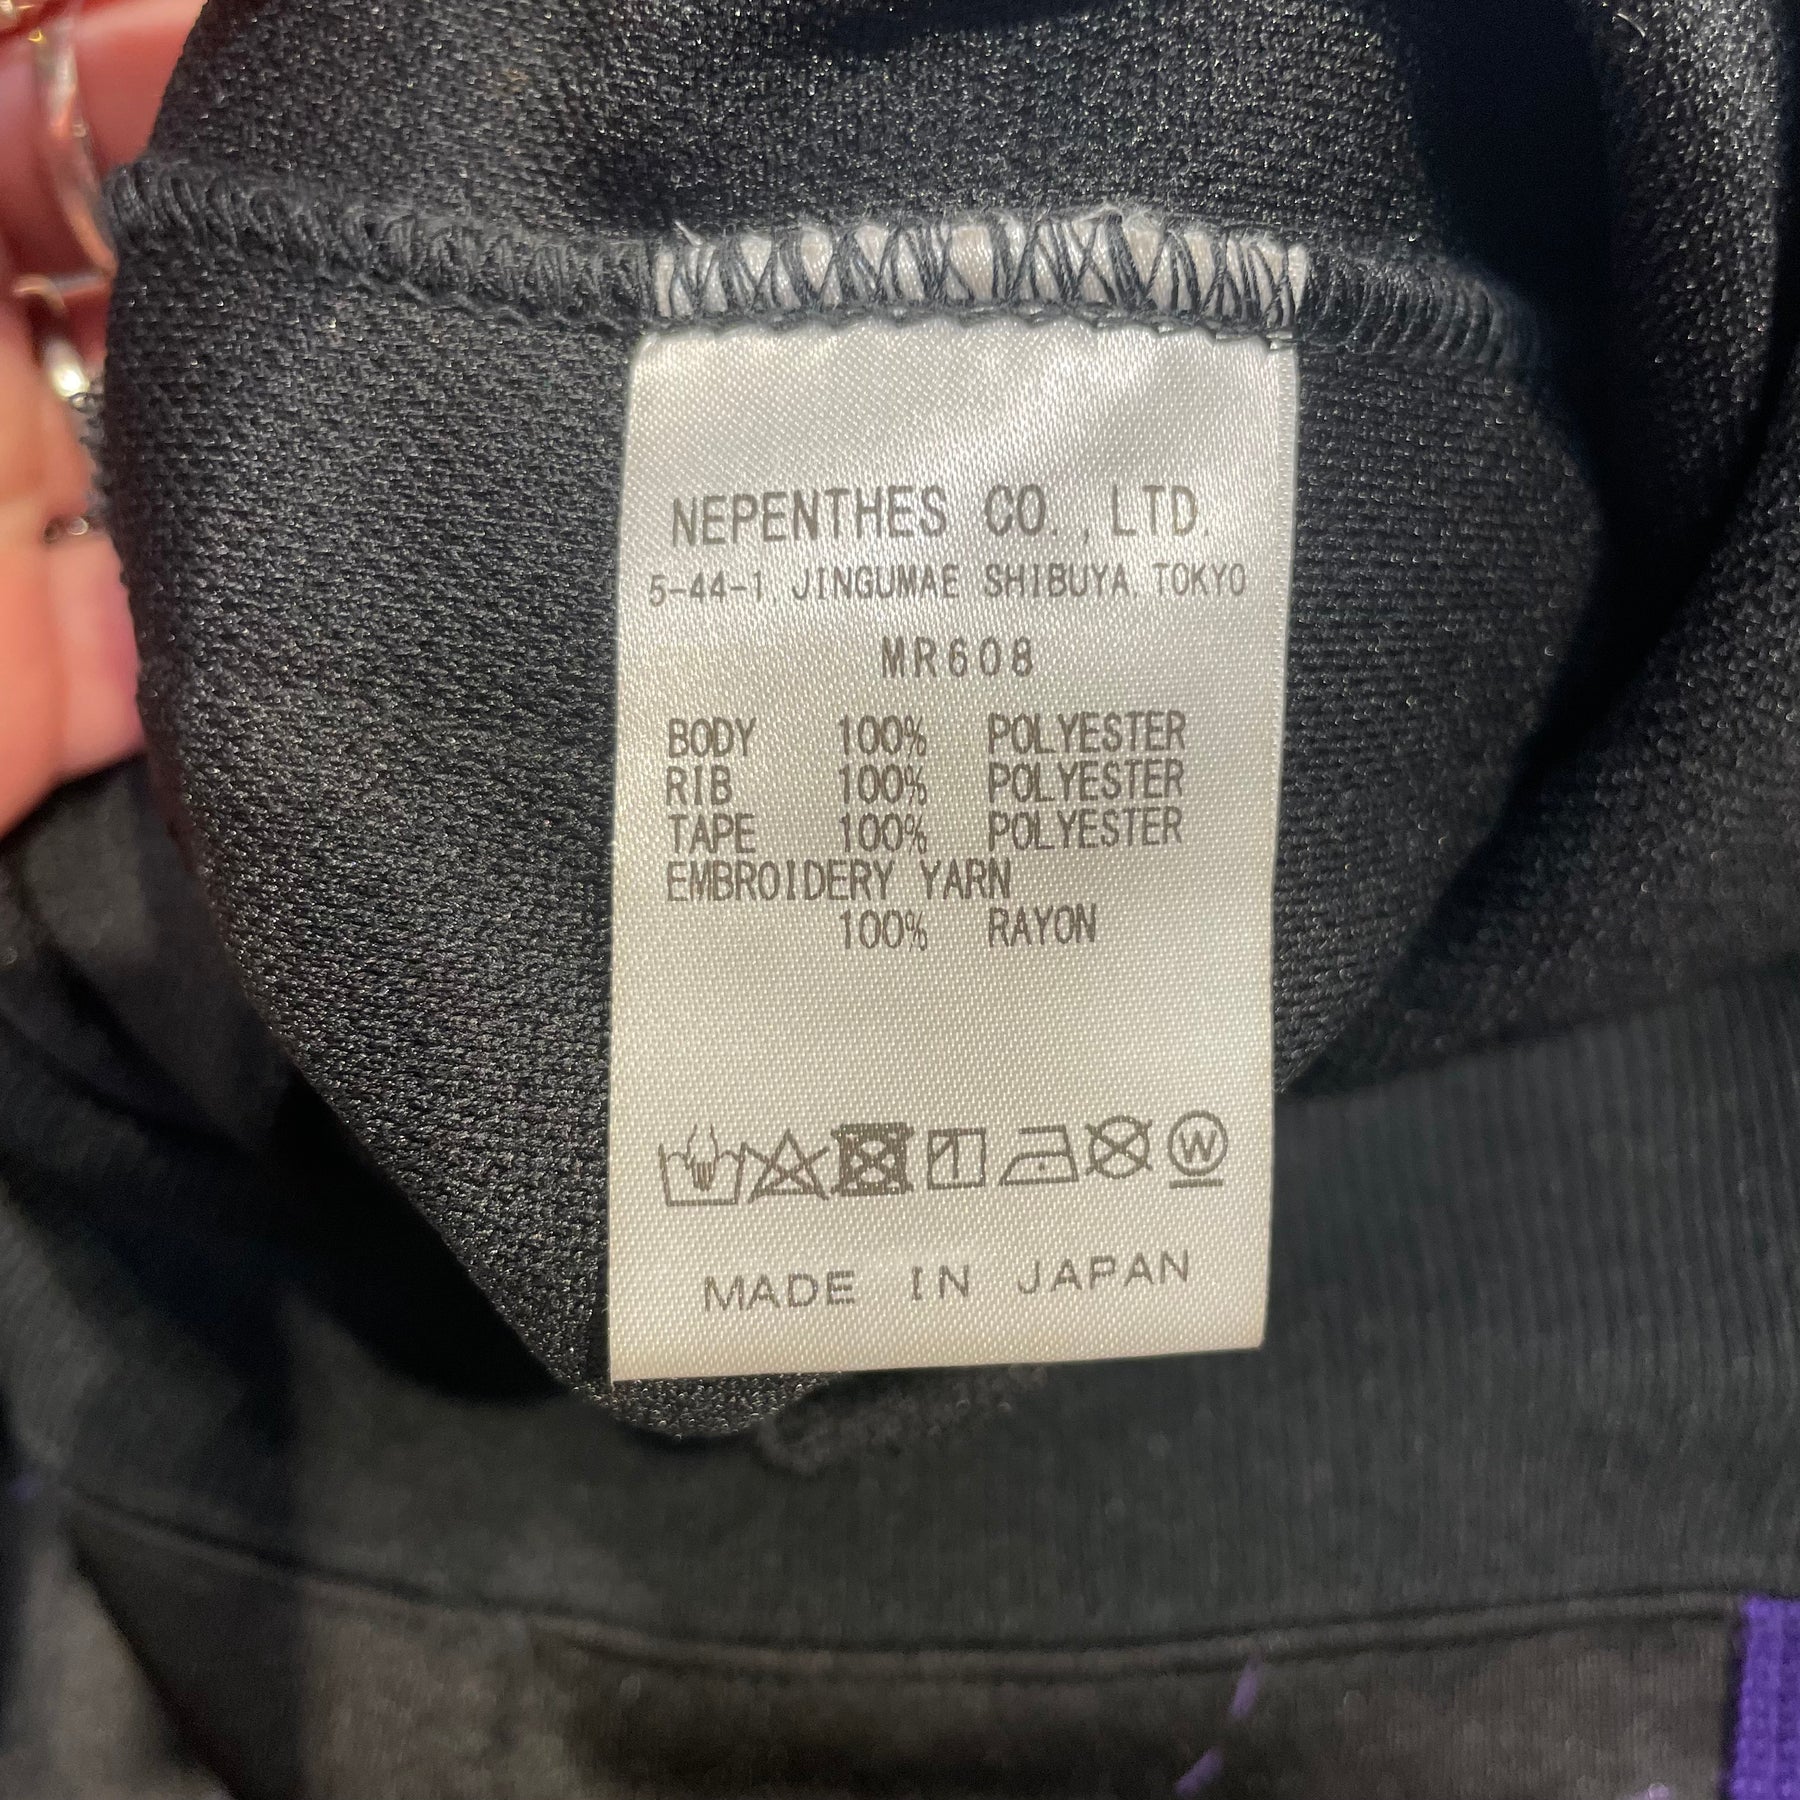 NEPENTHES CO.,LTD.
5-44-1, JINGUMAE SHIBUYA, TOKYO
MR608
BODY 100% POLYESTER
RIB 100% POLYESTER
TAPE 100% POLYESTER
EMBROIDERY YARN
100% RAYON
W
MADE IN JAPAN